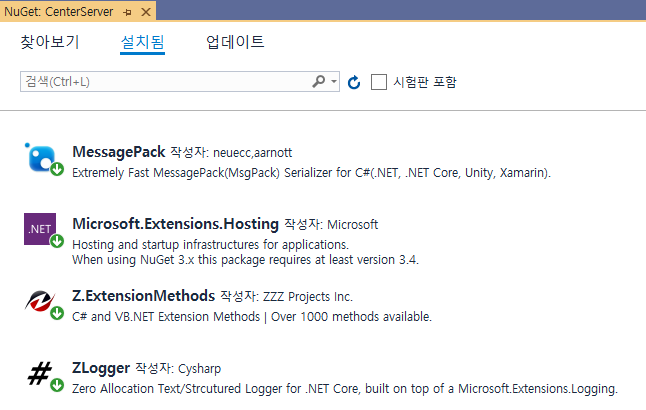 NuGet: CenterServer
찾아보기 설치됨 업데이트
검색(Ctrl+L) 시험판 포함
MessagePack 작성자: neuecc,aarnott
Extremely Fast MessagePack(MsgPack) Serializer for C#(.NET, .NET Core, Unity, Xamarin).
.NET
Microsoft.Extensions.Hosting 작성자: Microsoft
Hosting and startup infrastructures for applications.
When using NuGet 3.x this package requires at least version 3.4.
Z.ExtensionMethods 작성자: ZZZ Projects Inc.
C# and VB.NET Extension Methods | Over 1000 methods available.
#
ZLogger 작성자: Cysharp
Zero Allocation Text/Strcutured Logger for .NET Core, built on top of a Microsoft.Extensions.Logging.